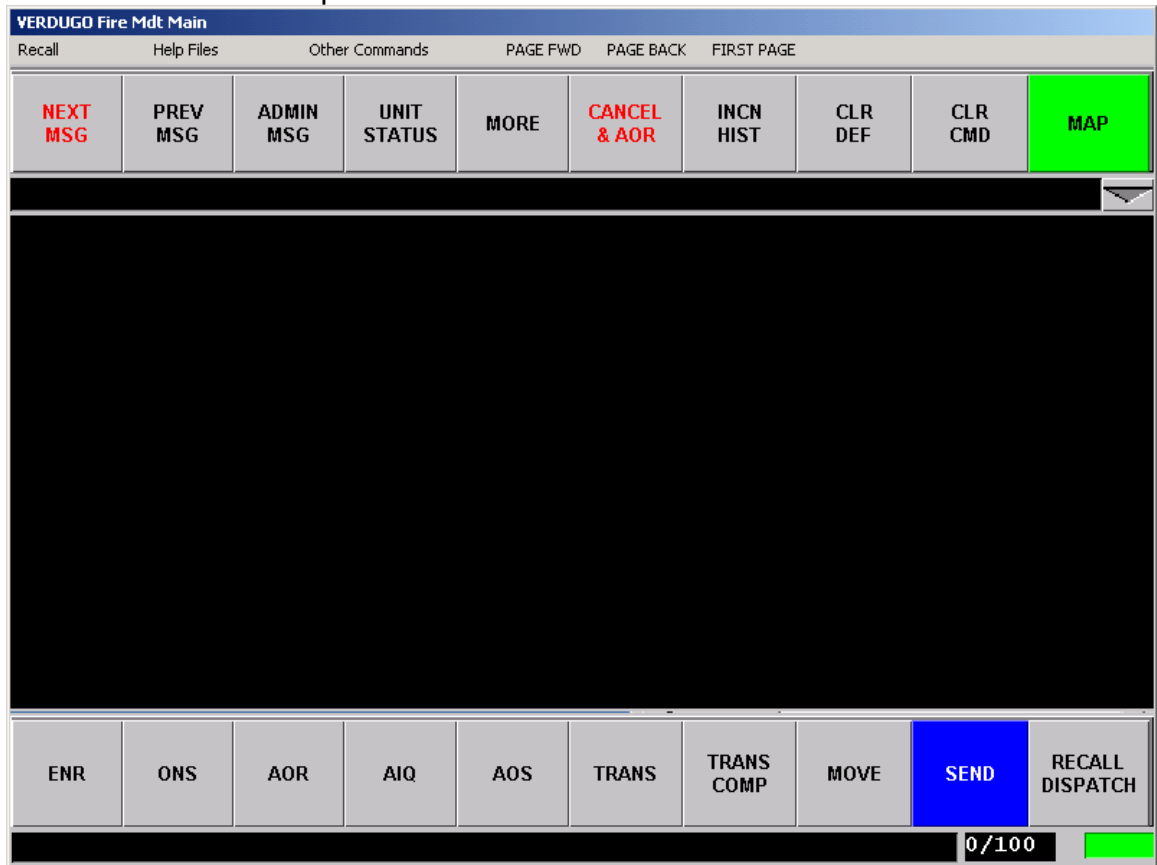 VERDUGO Fire Mdt Main
Recall Help Files Other Commands PAGE FWD PAGE BACK FIRST PAGE
NEXT MSG
PREV MSG
ADMIN MSG
UNIT STATUS
MORE
CANCEL & AOR
INCN HIST
CLR DEF
CLR CMD
MAP
ENR
ONS
AOR
AIQ
AOS
TRANS
TRANS COMP
MOVE
SEND
RECALL DISPATCH
0/100